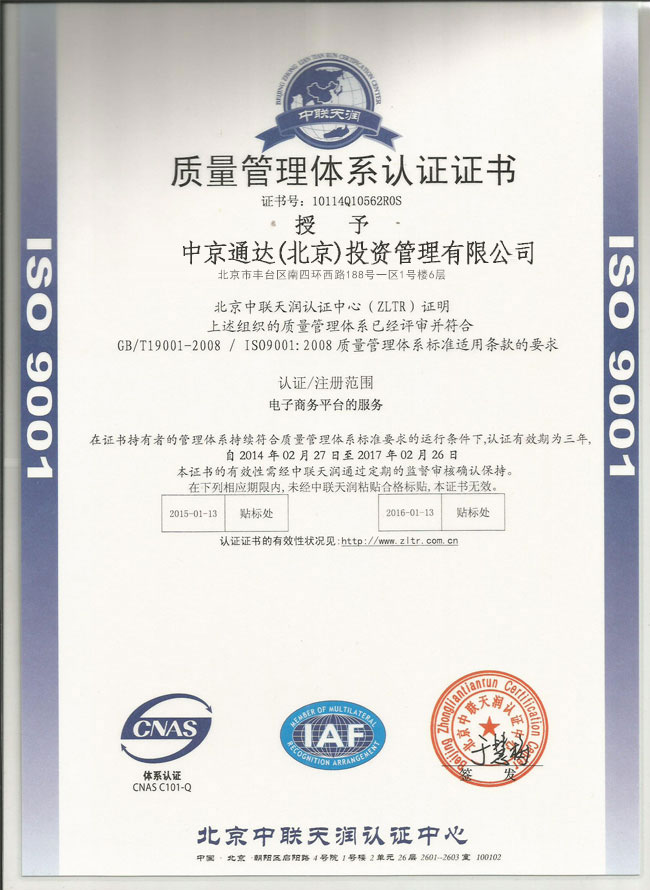 BEIJING ZHONG LIAN TIAN RUN CERTIFICATION CENTER
中联天润
质量管理体系认证证书
证书号：10114Q10562R0S
授 予
中京通达(北京)投资管理有限公司
北京市丰台区南四环西路188号一区1号楼6层
ISO 9001
ISO 9001
北京中联天润认证中心（ZLTR）证明
上述组织的质量管理体系已经评审并符合
GB/T19001-2008 / ISO9001:2008 质量管理体系标准适用条款的要求
认证/注册范围
电子商务平台的服务
在证书持有者的管理体系持续符合质量管理体系标准要求的运行条件下,认证有效期为三年,
自 2014 年 02 月 27 日至 2017 年 02 月 26 日
本证书的有效性需经中联天润通过定期的监督审核确认保持。
在下列相应期限内,未经中联天润粘贴合格标贴,本证书无效。
2015-01-13 贴标处 2016-01-13 贴标处
认证证书的有效性状况见:http://www.zltr.com.cn
CNAS
体系认证
CNAS C101-Q
MEMBER OF MULTILATERAL
IAF
RECOGNITION ARRANGEMENT
Beijing Zhongliantianrun Certification Center
北京中联天润认证中心
签 发
北京中联天润认证中心
中国·北京·朝阳区启阳路 4 号院 1 号楼 2 单元 26 层 2601-2603 室 100102